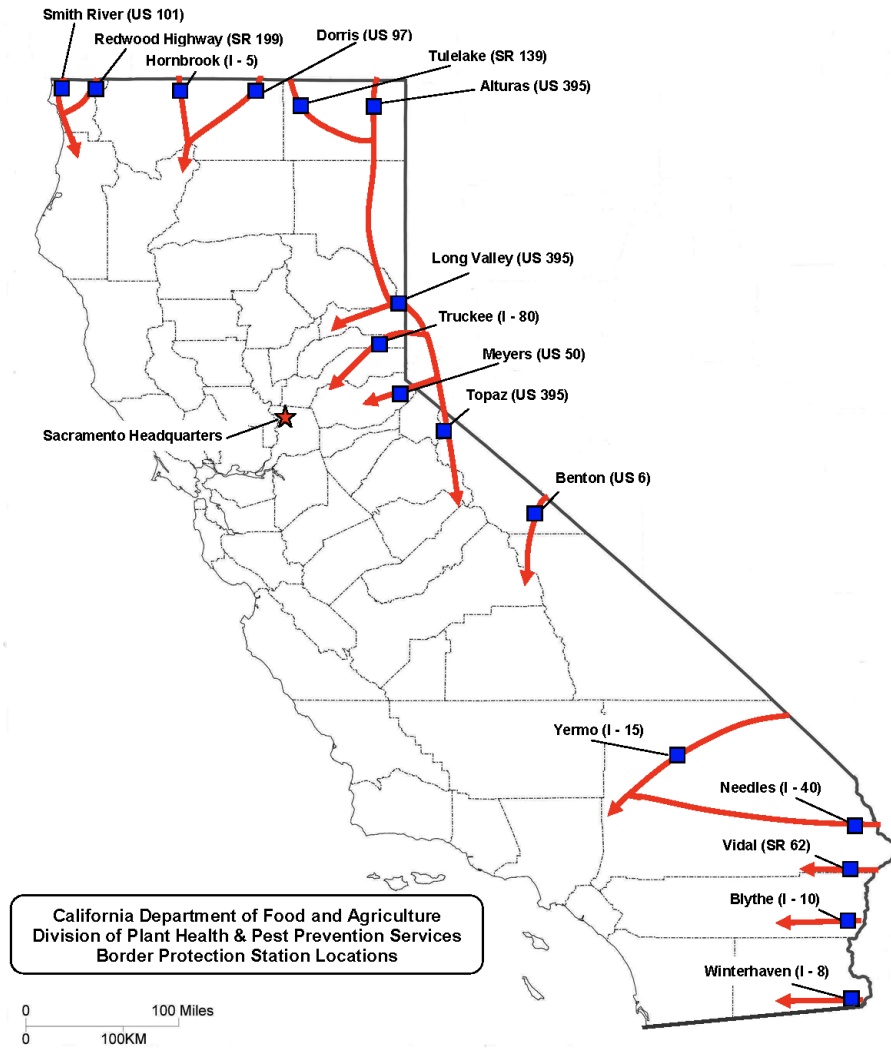 Smith River (US 101)
Redwood Highway (SR 199)
Hornbrook (I - 5)
Dorris (US 97)
Tulelake (SR 139)
Alturas (US 395)
Long Valley (US 395)
Truckee (I - 80)
Meyers (US 50)
Topaz (US 395)
Sacramento Headquarters
Benton (US 6)
Yermo (I - 15)
Needles (I - 40)
Vidal (SR 62)
Blythe (I - 10)
Winterhaven (I - 8)
California Department of Food and Agriculture
Division of Plant Health & Pest Prevention Services
Border Protection Station Locations
0 100 Miles
0 100KM